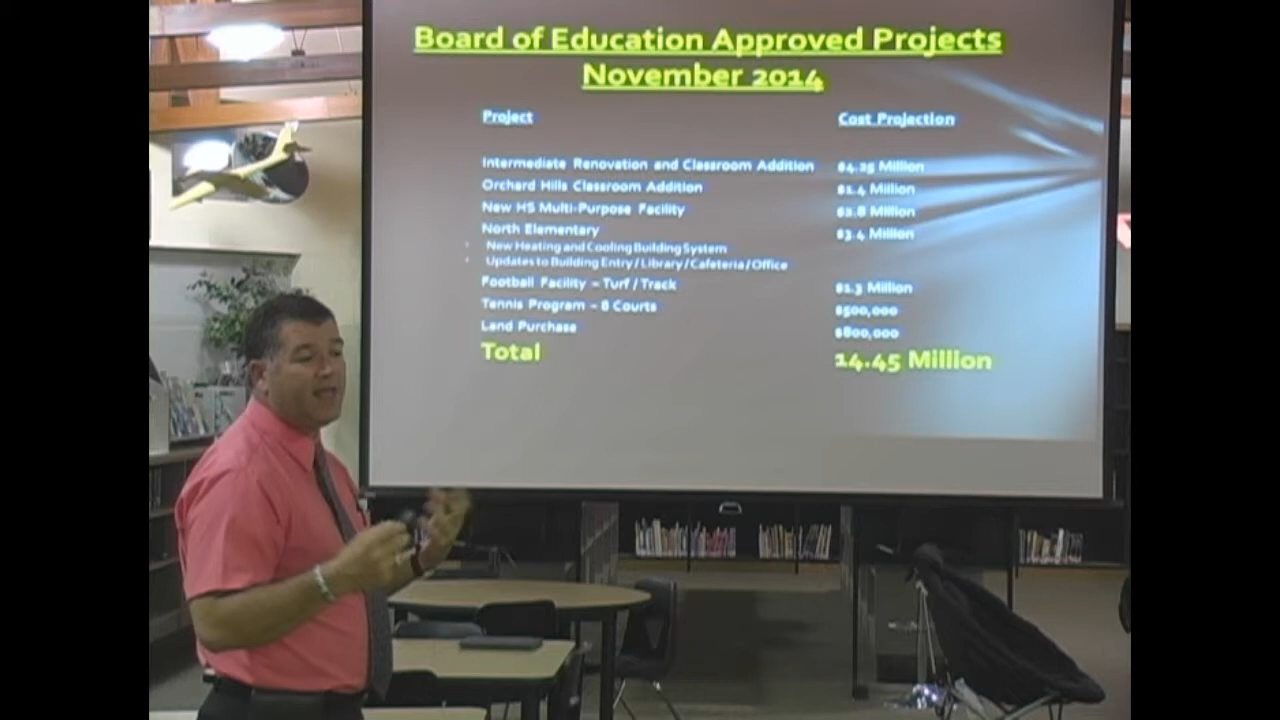 Board of Education Approved Projects
November 2014
Project Cost Projection
Intermediate Renovation and Classroom Addition $4.25 Million
Orchard Hills Classroom Addition $1.4 Million
New HS Multi-Purpose Facility $2.8 Million
North Elementary $3.4 Million
• New Heating and Cooling Building System
• Updates to Building Entry / Library / Cafeteria / Office
Football Facility – Turf / Track $1.3 Million
Tennis Program – 8 Courts $500,000
Land Purchase $800,000
Total 14.45 Million